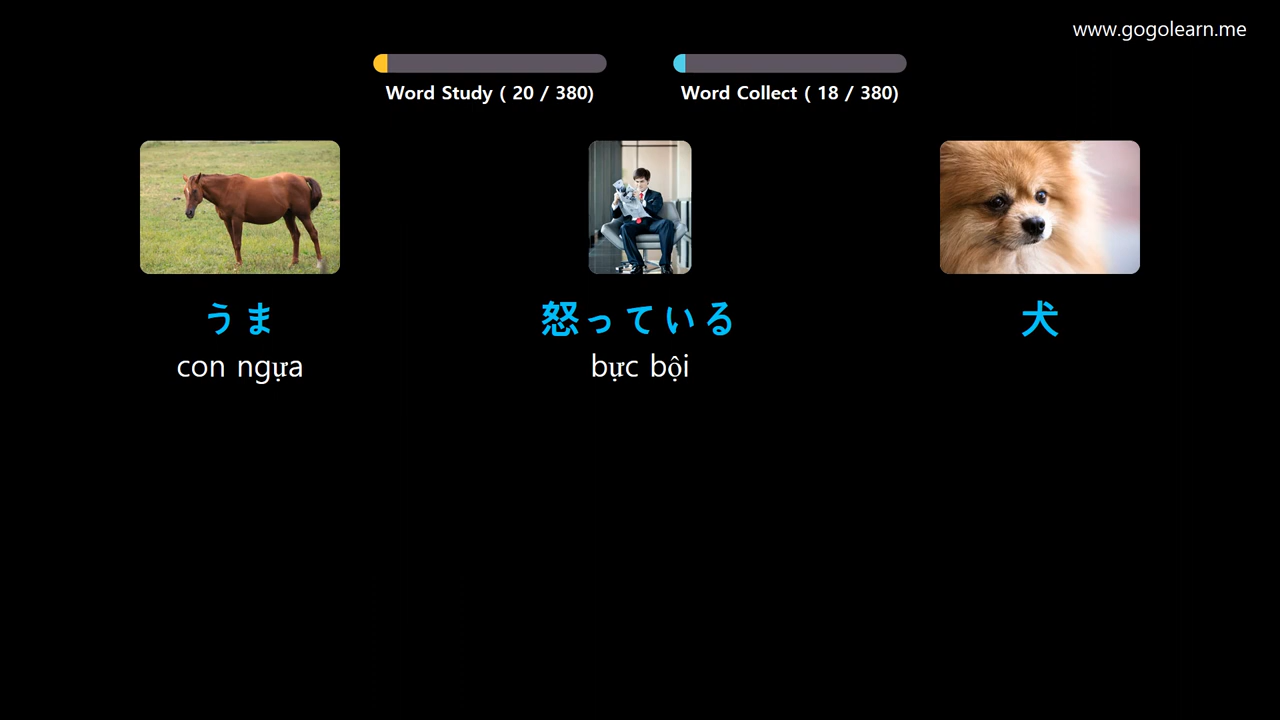 www.gogolearn.me
Word Study ( 20 / 380)
Word Collect ( 18 / 380)
うま
怒っている
犬
con ngựa
bực bội